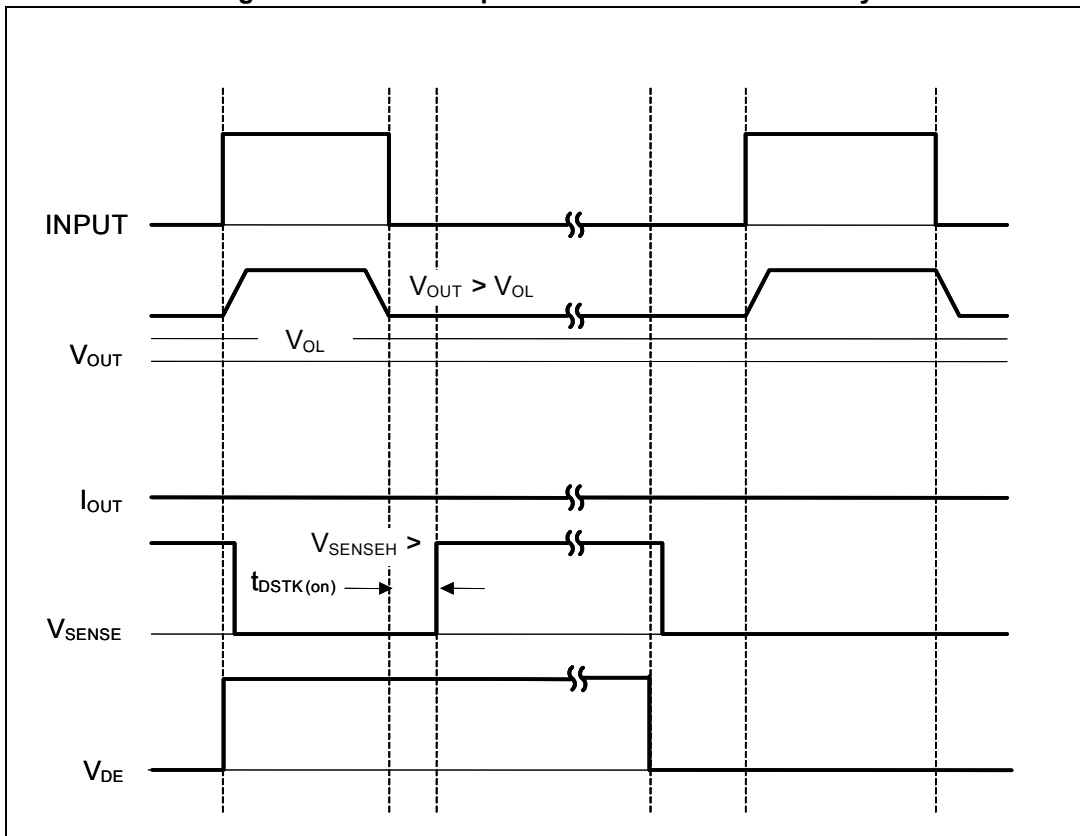 INPUT
VOUT > VOL
VOL
VOUT
IOUT
VSENSEH >
tDSTK(on)
VSENSE
VDE